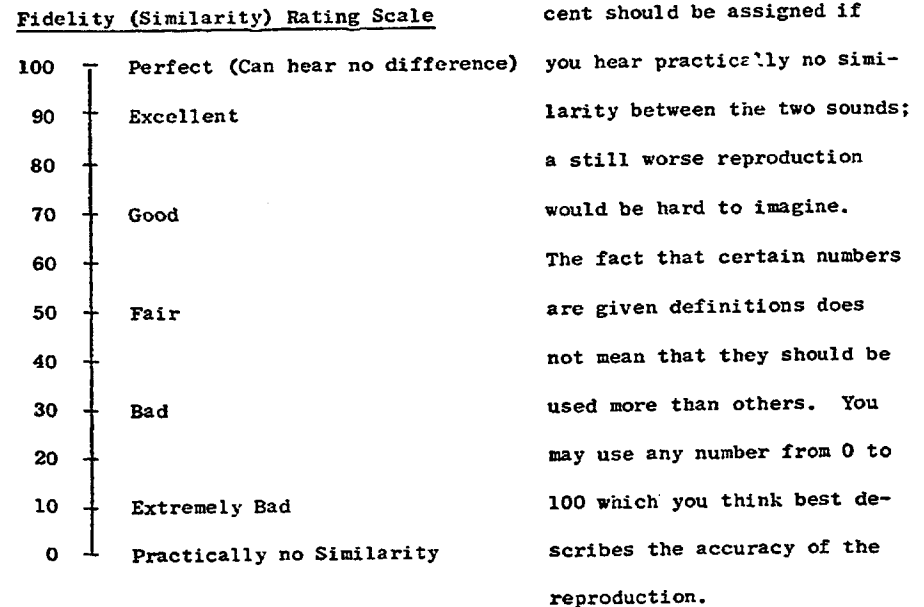 Fidelity (Similarity) Rating Scale
100 Perfect (Can hear no difference)
90 Excellent
80
70 Good
60
50 Fair
40
30 Bad
20
10 Extremely Bad
0 Practically no Similarity
cent should be assigned if
you hear practically no simi-
larity between the two sounds;
a still worse reproduction
would be hard to imagine.
The fact that certain numbers
are given definitions does
not mean that they should be
used more than others. You
may use any number from 0 to
100 which you think best de-
scribes the accuracy of the
reproduction.